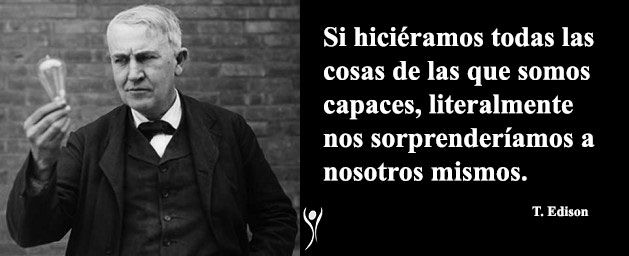 Si hiciéramos todas las
cosas de las que somos
capaces, literalmente
nos sorprenderíamos a
nosotros mismos.
T. Edison